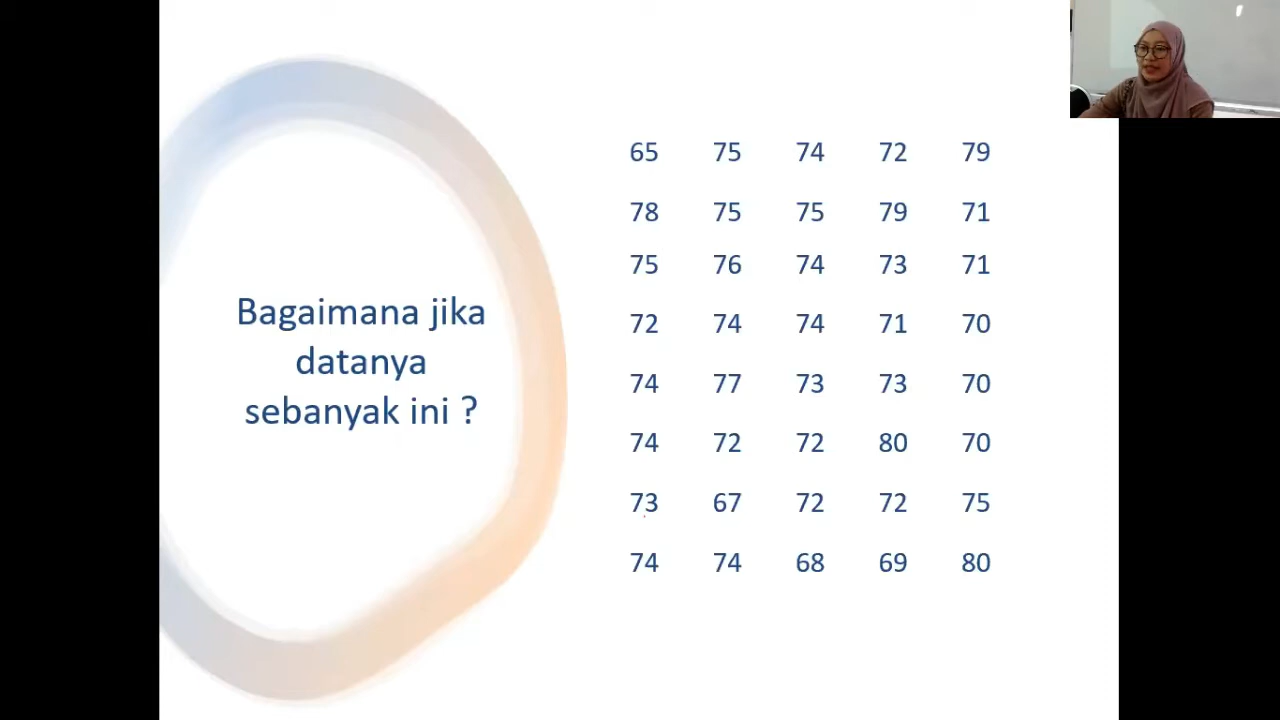 Bagaimana jika
datanya
sebanyak ini ?
65 75 74 72 79
78 75 75 79 71
75 76 74 73 71
72 74 74 71 70
74 77 73 73 70
74 72 72 80 70
73 67 72 72 75
74 74 68 69 80